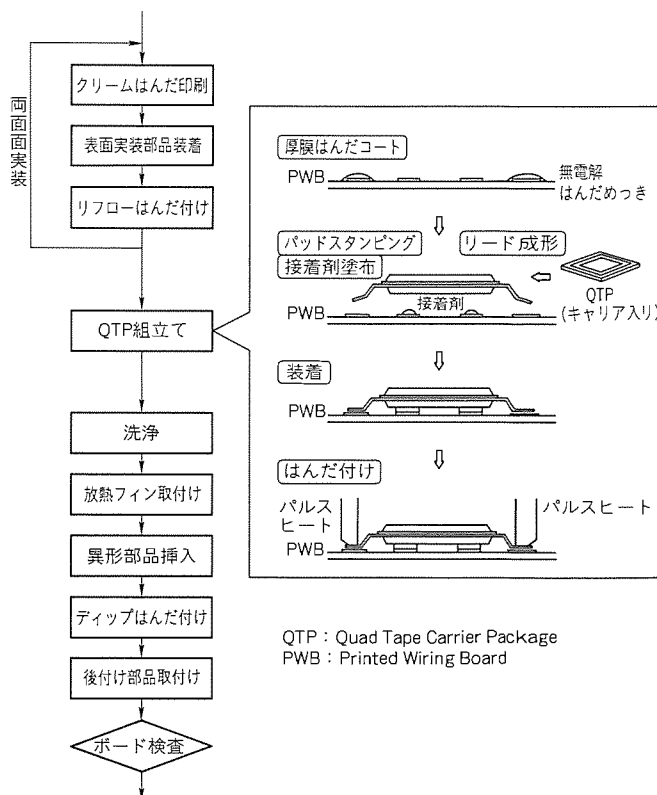 クリームはんだ印刷
両面面実装
表面実装部品装着
リフローはんだ付け
QTP組立て
洗浄
放熱フィン取付け
異形部品挿入
ディップはんだ付け
後付け部品取付け
ボード検査
厚膜はんだコート
PWB
無電解
はんだめっき
パッドスタンピング
リード成形
接着剤塗布
接着剤
QTP
(キャリア入り)
PWB
装着
PWB
はんだ付け
パルス
ヒート
パルスヒート
PWB
QTP：Quad Tape Carrier Package
PWB：Printed Wiring Board